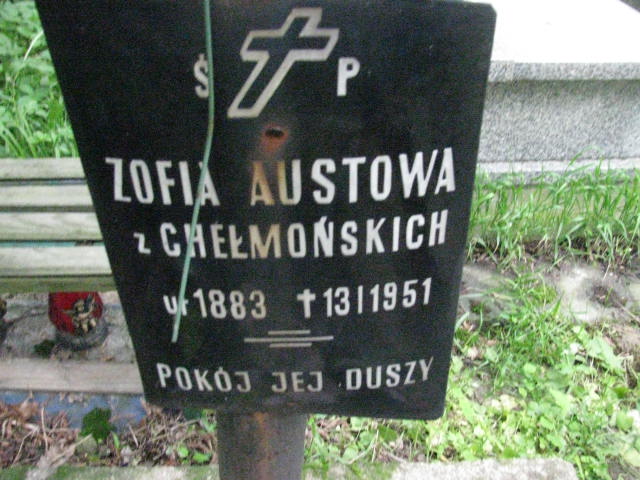 Ś P
ZOFIA AUSTOWA
z CHEŁMOŃSKICH
ur 1883 ✝ 13 I 1951
POKÓJ JEJ DUSZY